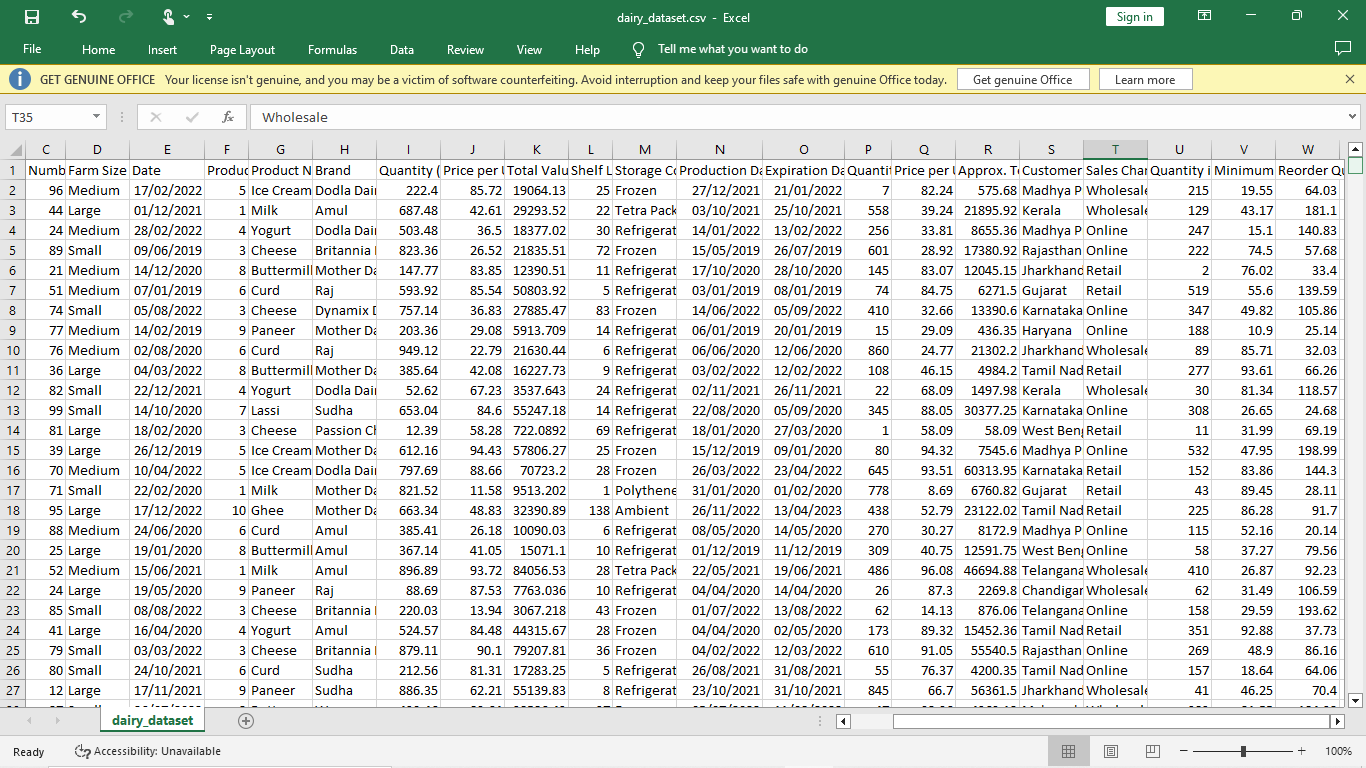 dairy_dataset.csv - Excel
Sign in
File Home Insert Page Layout Formulas Data Review View Help Tell me what you want to do
GET GENUINE OFFICE Your license isn't genuine, and you may be a victim of software counterfeiting. Avoid interruption and keep your files safe with genuine Office today. Get genuine Office Learn more
T35 fx Wholesale
C D E F G H I J K L M N O P Q R S T U V W
1 Numb Farm Size Date Produc Product N Brand Quantity ( Price per U Total Valu Shelf L Storage Co Production Da Expiration Da Quantit Price per U Approx. To Customer Sales Chan Quantity i Minimum Reorder Qu
2 96 Medium 17/02/2022 5 Ice Cream Dodla Dair 222.4 85.72 19064.13 25 Frozen 27/12/2021 21/01/2022 7 82.24 575.68 Madhya P Wholesale 215 19.55 64.03
3 44 Large 01/12/2021 1 Milk Amul 687.48 42.61 29293.52 22 Tetra Pack 03/10/2021 25/10/2021 558 39.24 21895.92 Kerala Wholesale 129 43.17 181.1
4 24 Medium 28/02/2022 4 Yogurt Dodla Dair 503.48 36.5 18377.02 30 Refrigerat 14/01/2022 13/02/2022 256 33.81 8655.36 Madhya P Online 247 15.1 140.83
5 89 Small 09/06/2019 3 Cheese Britannia I 823.36 26.52 21835.51 72 Frozen 15/05/2019 26/07/2019 601 28.92 17380.92 Rajasthan Online 222 74.5 57.68
6 21 Medium 14/12/2020 8 Buttermil Mother Da 147.77 83.85 12390.51 11 Refrigerat 17/10/2020 28/10/2020 145 83.07 12045.15 Jharkhand Retail 2 76.02 33.4
7 51 Medium 07/01/2019 6 Curd Raj 593.92 85.54 50803.92 5 Refrigerat 03/01/2019 08/01/2019 74 84.75 6271.5 Gujarat Retail 519 55.6 139.59
8 74 Small 05/08/2022 3 Cheese Dynamix D 757.14 36.83 27885.47 83 Frozen 14/06/2022 05/09/2022 410 32.66 13390.6 Karnataka Online 347 49.82 105.86
9 77 Medium 14/02/2019 9 Paneer Mother Da 203.36 29.08 5913.709 14 Refrigerat 06/01/2019 20/01/2019 15 29.09 436.35 Haryana Online 188 10.9 25.14
10 76 Medium 02/08/2020 6 Curd Raj 949.12 22.79 21630.44 6 Refrigerat 06/06/2020 12/06/2020 860 24.77 21302.2 Jharkhand Wholesale 89 85.71 32.03
11 36 Large 04/03/2022 8 Buttermil Mother Da 385.64 42.08 16227.73 9 Refrigerat 03/02/2022 12/02/2022 108 46.15 4984.2 Tamil Nad Retail 277 93.61 66.26
12 82 Small 22/12/2021 4 Yogurt Dodla Dair 52.62 67.23 3537.643 24 Refrigerat 02/11/2021 26/11/2021 22 68.09 1497.98 Kerala Wholesale 30 81.34 118.57
13 99 Small 14/10/2020 7 Lassi Sudha 653.04 84.6 55247.18 14 Refrigerat 22/08/2020 05/09/2020 345 88.05 30377.25 Karnataka Online 308 26.65 24.68
14 81 Large 18/02/2020 3 Cheese Passion Ch 12.39 58.28 722.0892 69 Refrigerat 18/01/2020 27/03/2020 1 58.09 58.09 West Beng Retail 11 31.99 69.19
15 39 Large 26/12/2019 5 Ice Cream Mother Da 612.16 94.43 57806.27 25 Frozen 15/12/2019 09/01/2020 80 94.32 7545.6 Madhya P Online 532 47.95 198.99
16 70 Medium 10/04/2022 5 Ice Cream Dodla Dair 797.69 88.66 70723.2 28 Frozen 26/03/2022 23/04/2022 645 93.51 60313.95 Karnataka Retail 152 83.86 144.3
17 71 Small 22/02/2020 1 Milk Mother Da 821.52 11.58 9513.202 1 Polythene 31/01/2020 01/02/2020 778 8.69 6760.82 Gujarat Retail 43 89.45 28.11
18 95 Large 17/12/2022 10 Ghee Mother Da 663.34 48.83 32390.89 138 Ambient 26/11/2022 13/04/2023 438 52.79 23122.02 Tamil Nad Retail 225 86.28 91.7
19 88 Medium 24/06/2020 6 Curd Amul 385.41 26.18 10090.03 6 Refrigerat 08/05/2020 14/05/2020 270 30.27 8172.9 Madhya P Online 115 52.16 20.14
20 25 Large 19/01/2020 8 Buttermil Amul 367.14 41.05 15071.1 10 Refrigerat 01/12/2019 11/12/2019 309 40.75 12591.75 West Beng Online 58 37.27 79.56
21 52 Medium 15/06/2021 1 Milk Amul 896.89 93.72 84056.53 28 Tetra Pack 22/05/2021 19/06/2021 486 96.08 46694.88 Telangana Wholesale 410 26.87 92.23
22 24 Large 19/05/2020 9 Paneer Raj 88.69 87.53 7763.036 10 Refrigerat 04/04/2020 14/04/2020 26 87.3 2269.8 Chandigar Wholesale 62 31.49 106.59
23 85 Small 08/08/2022 3 Cheese Britannia I 220.03 13.94 3067.218 43 Frozen 01/07/2022 13/08/2022 62 14.13 876.06 Telangana Online 158 29.59 193.62
24 41 Large 16/04/2020 4 Yogurt Amul 524.57 84.48 44315.67 28 Frozen 04/04/2020 02/05/2020 173 89.32 15452.36 Tamil Nad Retail 351 92.88 37.73
25 79 Small 03/03/2022 3 Cheese Britannia I 879.11 90.1 79207.81 36 Frozen 04/02/2022 12/03/2022 610 91.05 55540.5 Rajasthan Online 269 48.9 86.16
26 80 Small 24/10/2021 6 Curd Sudha 212.56 81.31 17283.25 5 Refrigerat 26/08/2021 31/08/2021 55 76.37 4200.35 Tamil Nad Online 157 18.64 64.06
27 12 Large 17/11/2021 9 Paneer Sudha 886.35 62.21 55139.83 8 Refrigerat 23/10/2021 31/10/2021 845 66.7 56361.5 Jharkhand Wholesale 41 46.25 70.4
dairy_dataset
Ready Accessibility: Unavailable 100%